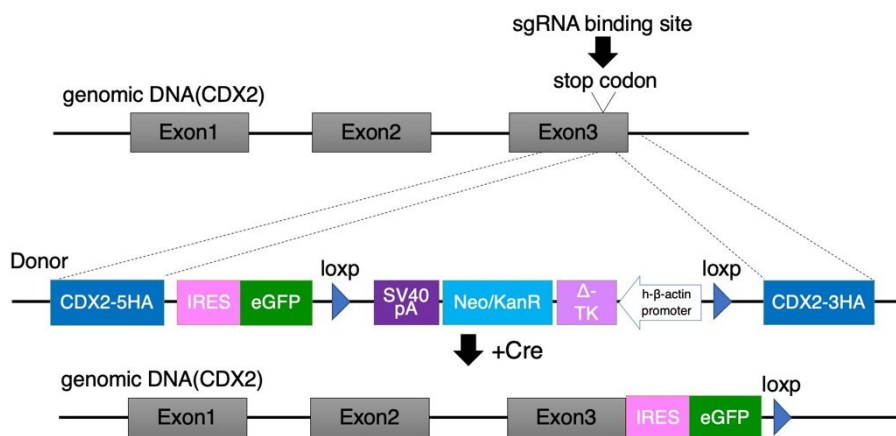 sgRNA binding site
stop codon
genomic DNA(CDX2)
Exon1 Exon2 Exon3
Donor
loxp loxp
CDX2-5HA IRES eGFP SV40 pA Neo/KanR Δ-TK h-β-actin promoter CDX2-3HA
+Cre
genomic DNA(CDX2)
loxp
Exon1 Exon2 Exon3 IRES eGFP